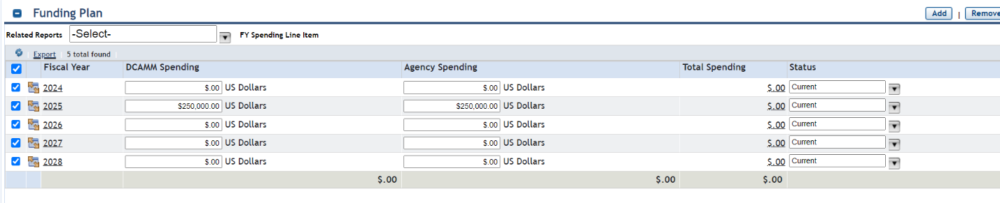 Funding Plan Add | Remove
Related Reports -Select- FY Spending Line Item
Export 5 total found
Fiscal Year DCAMM Spending Agency Spending Total Spending Status
2024 $.00 US Dollars $.00 US Dollars $.00 Current
2025 $250,000.00 US Dollars $250,000.00 US Dollars $.00 Current
2026 $.00 US Dollars $.00 US Dollars $.00 Current
2027 $.00 US Dollars $.00 US Dollars $.00 Current
2028 $.00 US Dollars $.00 US Dollars $.00 Current
$.00 $.00 $.00